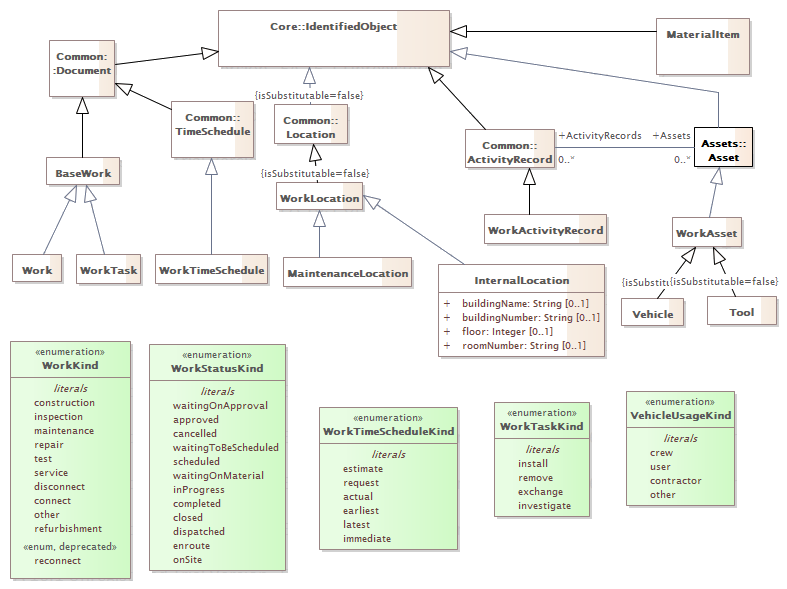 Core::IdentifiedObject
MaterialItem
Common:
:Document
{isSubstitutable=false}
Common::
TimeSchedule
Common::
Location
Common::
ActivityRecord
+ActivityRecords
+Assets
0..*
0..*
Assets::
Asset
BaseWork
{isSubstitutable=false}
WorkLocation
WorkActivityRecord
WorkAsset
Work
WorkTask
WorkTimeSchedule
MaintenanceLocation
InternalLocation
+ buildingName: String [0..1]
+ buildingNumber: String [0..1]
+ floor: Integer [0..1]
+ roomNumber: String [0..1]
{isSubstitu
{isSubstitutable=false}
Vehicle
Tool
«enumeration»
WorkKind
literals
construction
inspection
maintenance
repair
test
service
disconnect
connect
other
refurbishment
«enum, deprecated»
reconnect
«enumeration»
WorkStatusKind
literals
waitingOnApproval
approved
cancelled
waitingToBeScheduled
scheduled
waitingOnMaterial
inProgress
completed
closed
dispatched
enroute
onSite
«enumeration»
WorkTimeScheduleKind
literals
estimate
request
actual
earliest
latest
immediate
«enumeration»
WorkTaskKind
literals
install
remove
exchange
investigate
«enumeration»
VehicleUsageKind
literals
crew
user
contractor
other